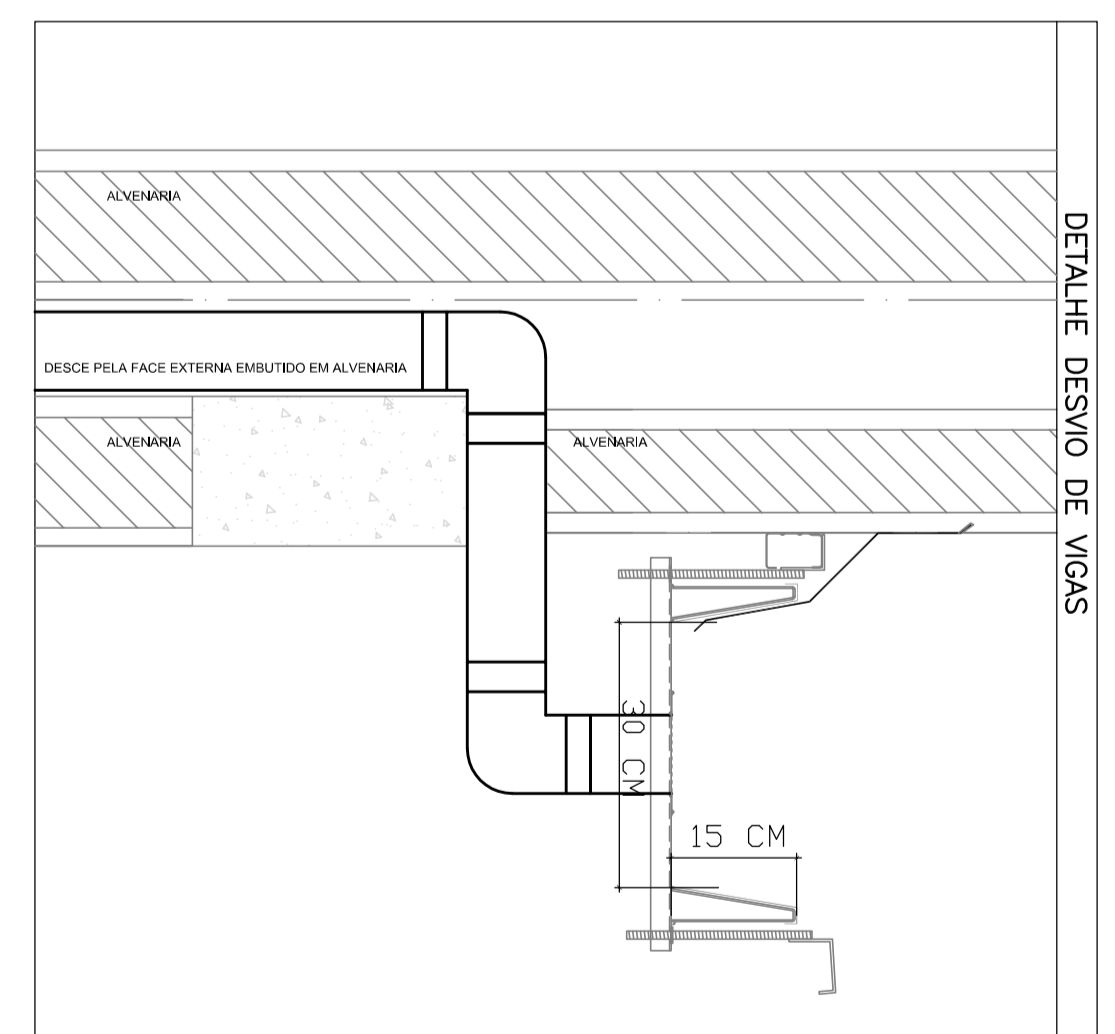 ALVENARIA
DESCE PELA FACE EXTERNA EMBUTIDO EM ALVENARIA
ALVENARIA
ALVENARIA
30 CM
15 CM
DETALHE DESVIO DE VIGAS